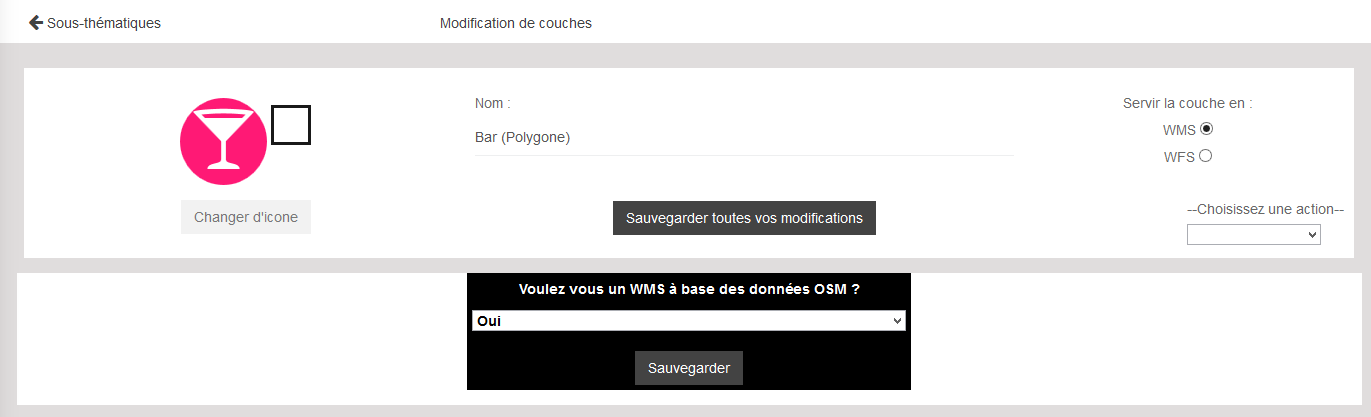 Sous-thématiques
Modification de couches
Nom :
Bar (Polygone)
Changer d'icone
Sauvegarder toutes vos modifications
Servir la couche en :
WMS
WFS
--Choisissez une action--
Voulez vous un WMS à base des données OSM ?
Oui
Sauvegarder